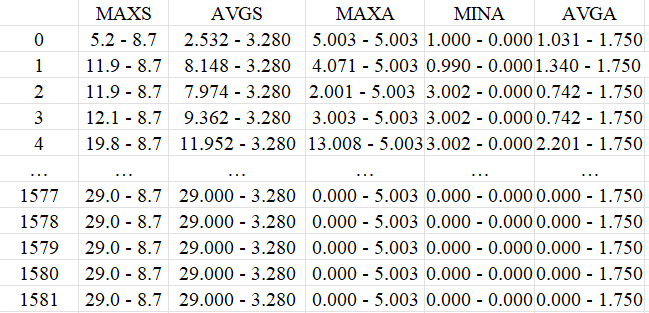 MAXS AVGS MAXA MINA AVGA
0 5.2 - 8.7 2.532 - 3.280 5.003 - 5.003 1.000 - 0.000 1.031 - 1.750
1 11.9 - 8.7 8.148 - 3.280 4.071 - 5.003 0.990 - 0.000 1.340 - 1.750
2 11.9 - 8.7 7.974 - 3.280 2.001 - 5.003 3.002 - 0.000 0.742 - 1.750
3 12.1 - 8.7 9.362 - 3.280 3.003 - 5.003 3.002 - 0.000 0.742 - 1.750
4 19.8 - 8.7 11.952 - 3.280 13.008 - 5.003 3.002 - 0.000 2.201 - 1.750
… … … … … …
1577 29.0 - 8.7 29.000 - 3.280 0.000 - 5.003 0.000 - 0.000 0.000 - 1.750
1578 29.0 - 8.7 29.000 - 3.280 0.000 - 5.003 0.000 - 0.000 0.000 - 1.750
1579 29.0 - 8.7 29.000 - 3.280 0.000 - 5.003 0.000 - 0.000 0.000 - 1.750
1580 29.0 - 8.7 29.000 - 3.280 0.000 - 5.003 0.000 - 0.000 0.000 - 1.750
1581 29.0 - 8.7 29.000 - 3.280 0.000 - 5.003 0.000 - 0.000 0.000 - 1.750